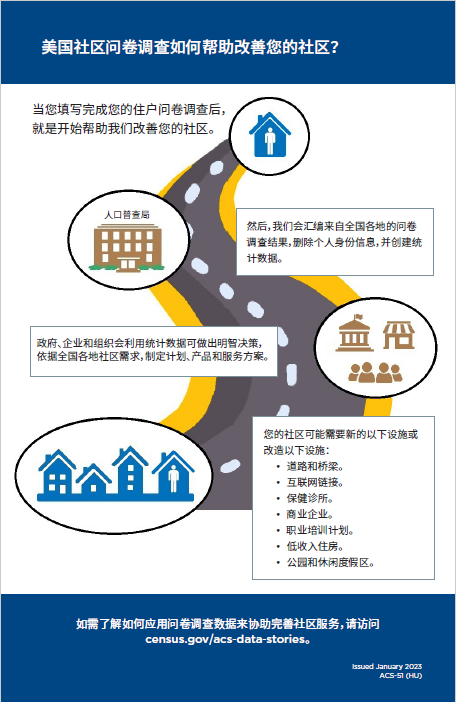 美国社区问卷调查如何帮助改善您的社区？
当您填写完成您的住户问卷调查后，
就是开始帮助我们改善您的社区。
人口普查局
然后，我们会汇编来自全国各地的问卷
调查结果，删除个人身份信息，并创建统
计数据。
政府、企业和组织会利用统计数据可做出明智决策，
依据全国各地社区需求，制定计划、产品和服务方案。
您的社区可能需要新的以下设施或
改造以下设施：
• 道路和桥梁。
• 互联网链接。
• 保健诊所。
• 商业企业。
• 职业培训计划。
• 低收入住房。
• 公园和休闲度假区。
如需了解如何应用问卷调查数据来协助完善社区服务，请访问
census.gov/acs-data-stories。
Issued January 2023
ACS-51 (HU)